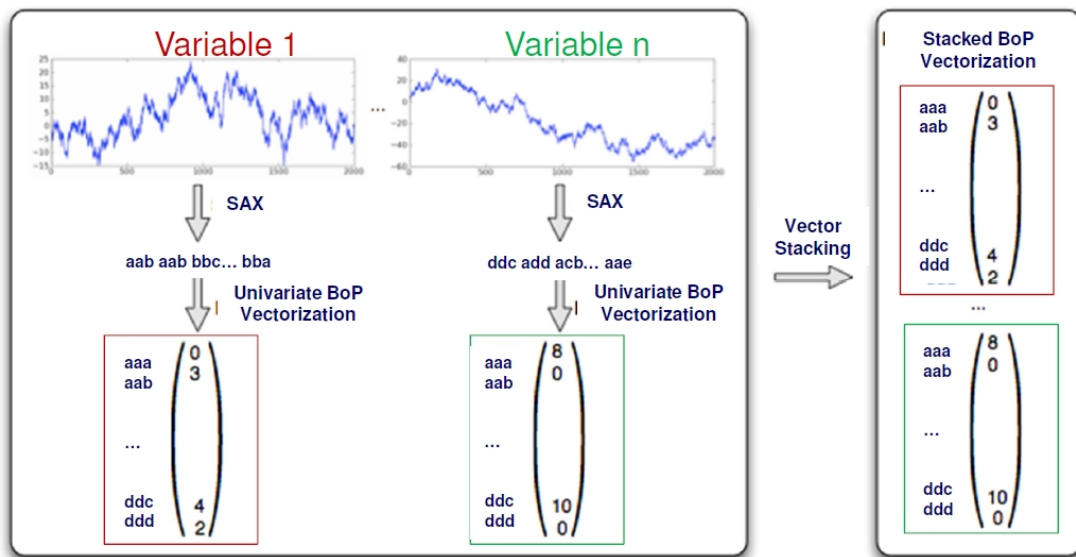 Variable 1
25
20
15
10
5
0
-5
-10
-15
0
500
1000
1500
2000
...
Variable n
40
20
0
-20
-40
-60
0
500
1000
1500
2000
SAX
SAX
aab aab bbc... bba
ddc add acb... aae
Univariate BoP
Vectorization
Univariate BoP
Vectorization
aaa 0
aab 3
...
ddc 4
ddd 2
aaa 8
aab 0
...
ddc 10
ddd 0
Vector
Stacking
Stacked BoP
Vectorization
aaa 0
aab 3
...
ddc 4
ddd 2
...
aaa 8
aab 0
...
ddc 10
ddd 0